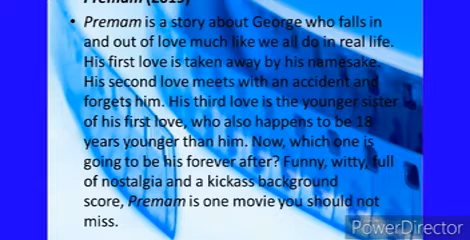 Premam (2015)
• Premam is a story about George who falls in
and out of love much like we all do in real life.
His first love is taken away by his namesake.
His second love meets with an accident and
forgets him. His third love is the younger sister
of his first love, who also happens to be 18
years younger than him. Now, which one is
going to be his forever after? Funny, witty, full
of nostalgia and a kickass background
score, Premam is one movie you should not
miss.
PowerDirector